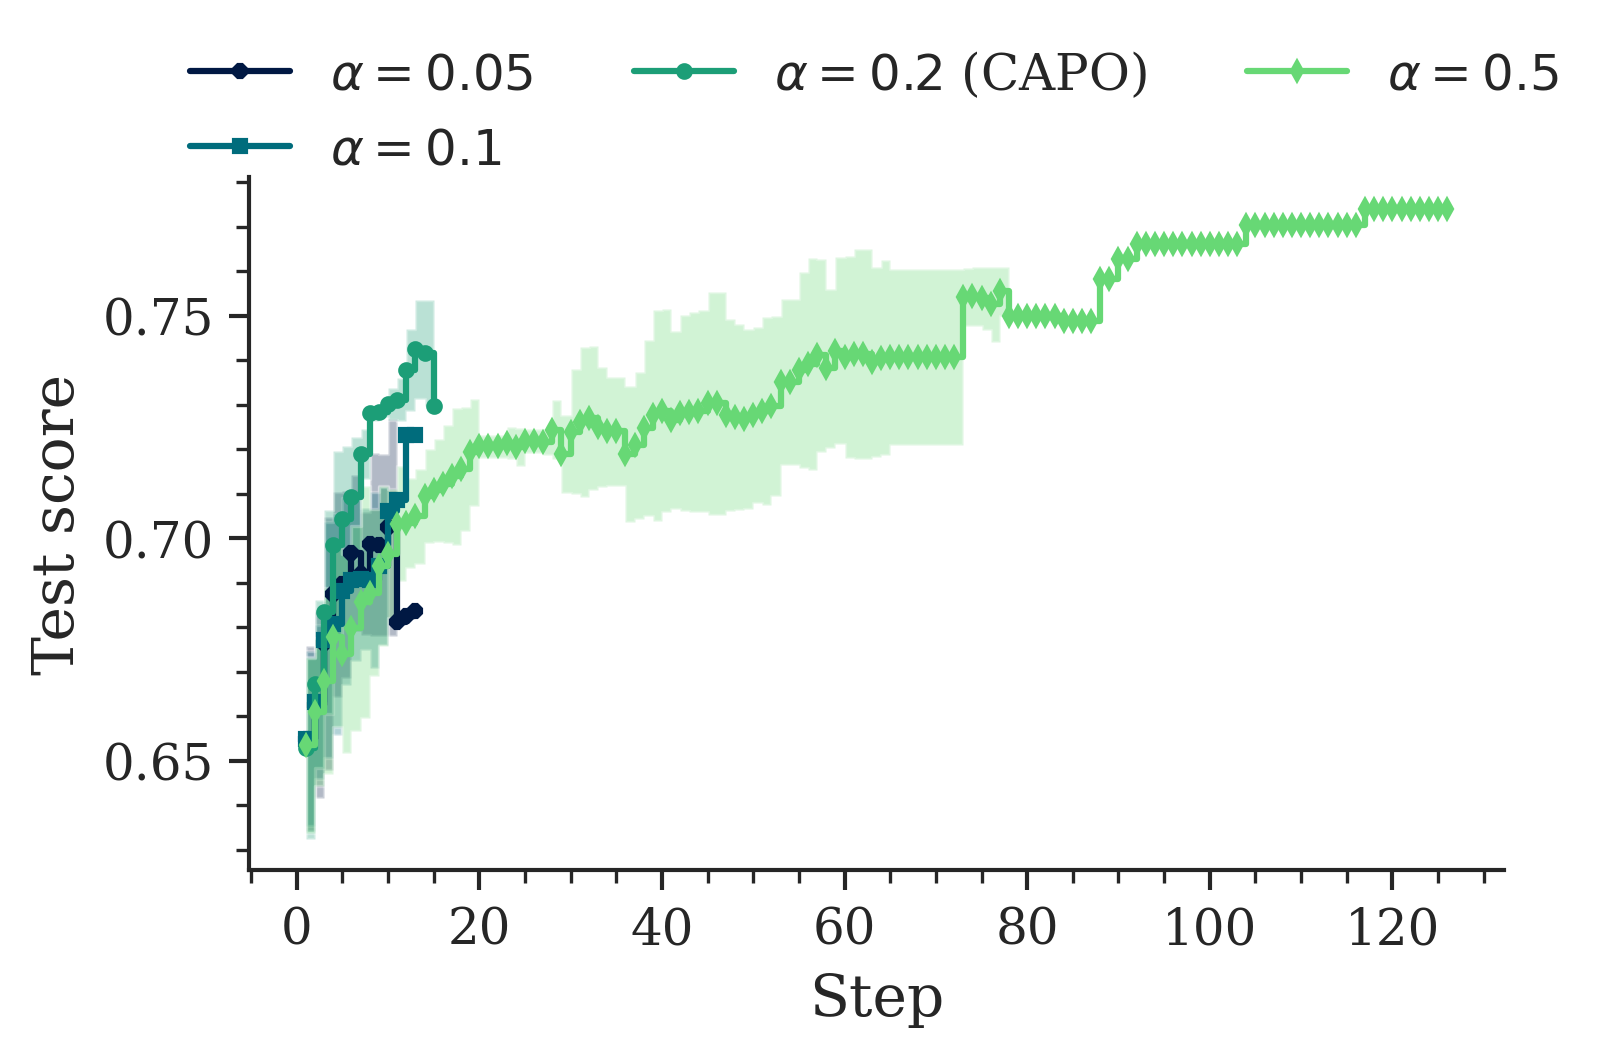 α = 0.05 α = 0.2 (CAPO) α = 0.5
α = 0.1
0.75
0.70
0.65
Test score
0 20 40 60 80 100 120
Step